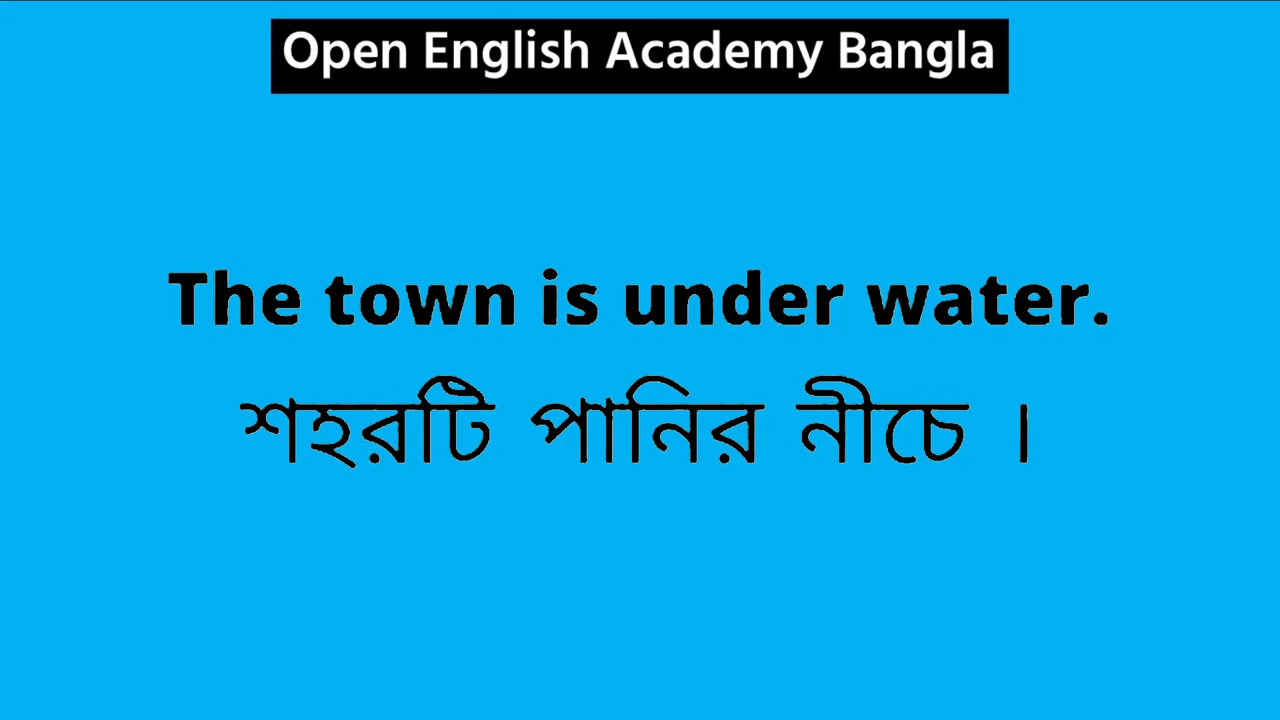 Open English Academy Bangla
The town is under water.
শহরটি পানির নীচে ।